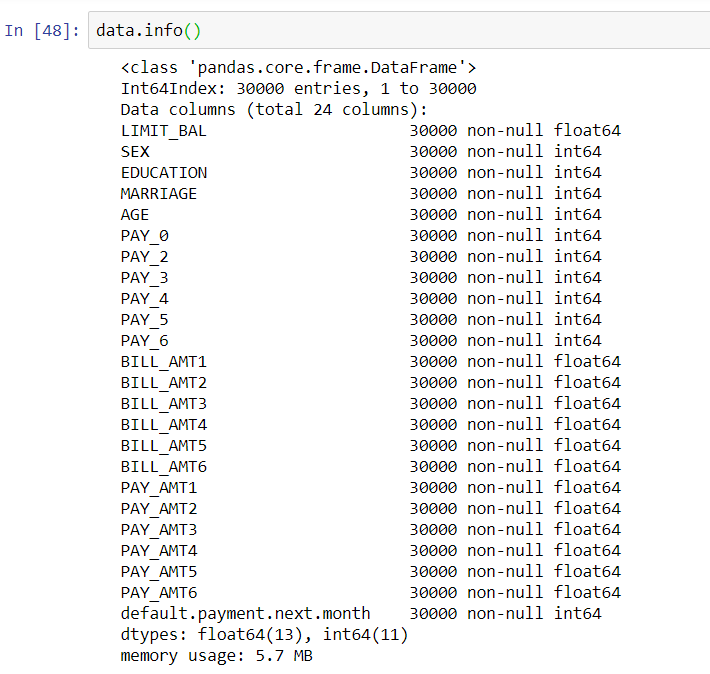 In [48]: data.info()
<class 'pandas.core.frame.DataFrame'>
Int64Index: 30000 entries, 1 to 30000
Data columns (total 24 columns):
LIMIT_BAL                     30000 non-null float64
SEX                           30000 non-null int64
EDUCATION                     30000 non-null int64
MARRIAGE                      30000 non-null int64
AGE                           30000 non-null int64
PAY_0                         30000 non-null int64
PAY_2                         30000 non-null int64
PAY_3                         30000 non-null int64
PAY_4                         30000 non-null int64
PAY_5                         30000 non-null int64
PAY_6                         30000 non-null int64
BILL_AMT1                     30000 non-null float64
BILL_AMT2                     30000 non-null float64
BILL_AMT3                     30000 non-null float64
BILL_AMT4                     30000 non-null float64
BILL_AMT5                     30000 non-null float64
BILL_AMT6                     30000 non-null float64
PAY_AMT1                      30000 non-null float64
PAY_AMT2                      30000 non-null float64
PAY_AMT3                      30000 non-null float64
PAY_AMT4                      30000 non-null float64
PAY_AMT5                      30000 non-null float64
PAY_AMT6                      30000 non-null float64
default.payment.next.month    30000 non-null int64
dtypes: float64(13), int64(11)
memory usage: 5.7 MB